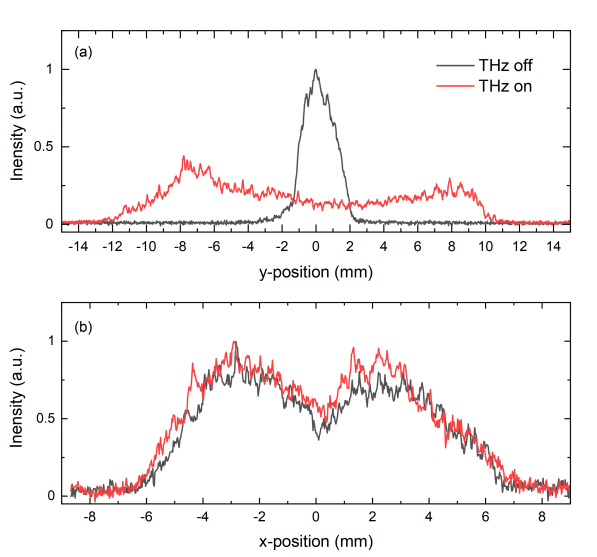 (a)
THz off
THz on
1
0.5
0
Inensity (a.u.)
-14 -12 -10 -8 -6 -4 -2 0 2 4 6 8 10 12 14
y-position (mm)
(b)
1
0.5
0
Inensity (a.u.)
-8 -6 -4 -2 0 2 4 6 8
x-position (mm)